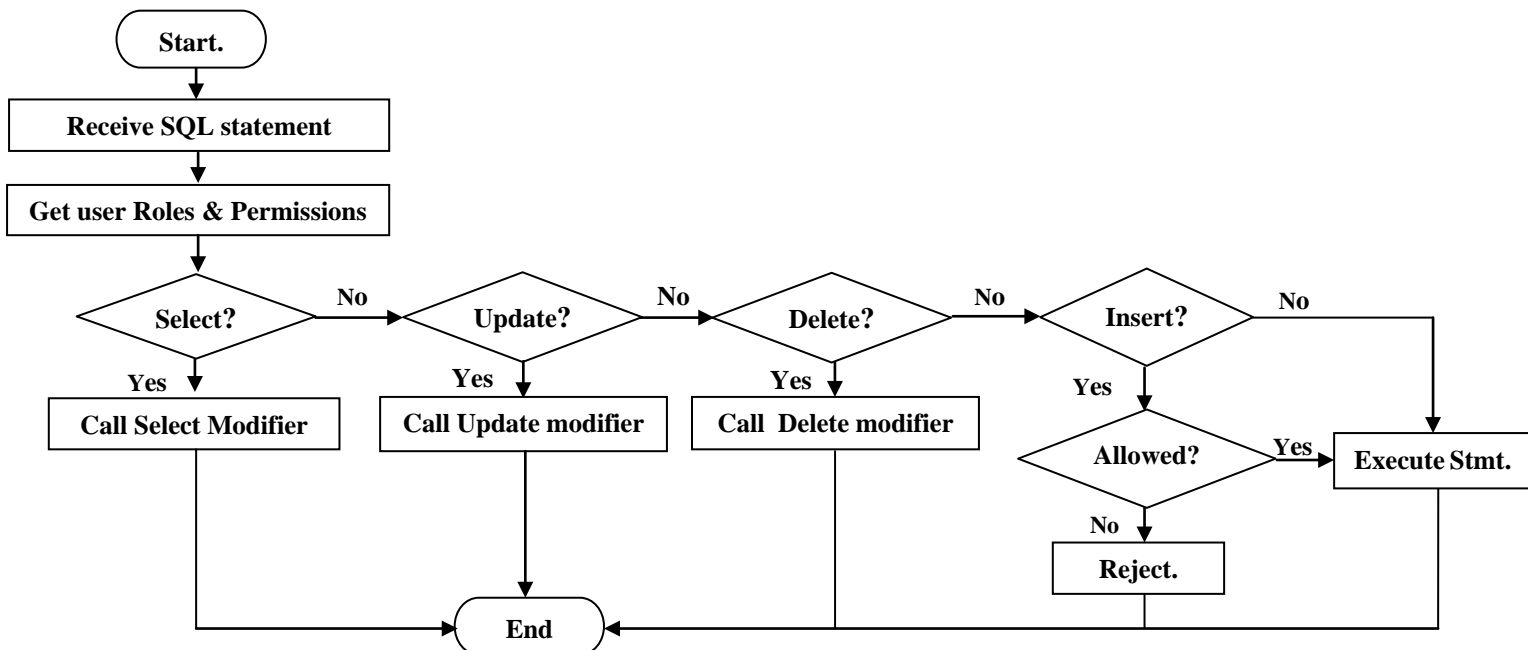 Start.
Receive SQL statement
Get user Roles & Permissions
Select?
No
Update?
No
Delete?
No
Insert?
No
Yes
Call Select Modifier
Yes
Call Update modifier
Yes
Call Delete modifier
Yes
Allowed?
Yes
Execute Stmt.
No
Reject.
End